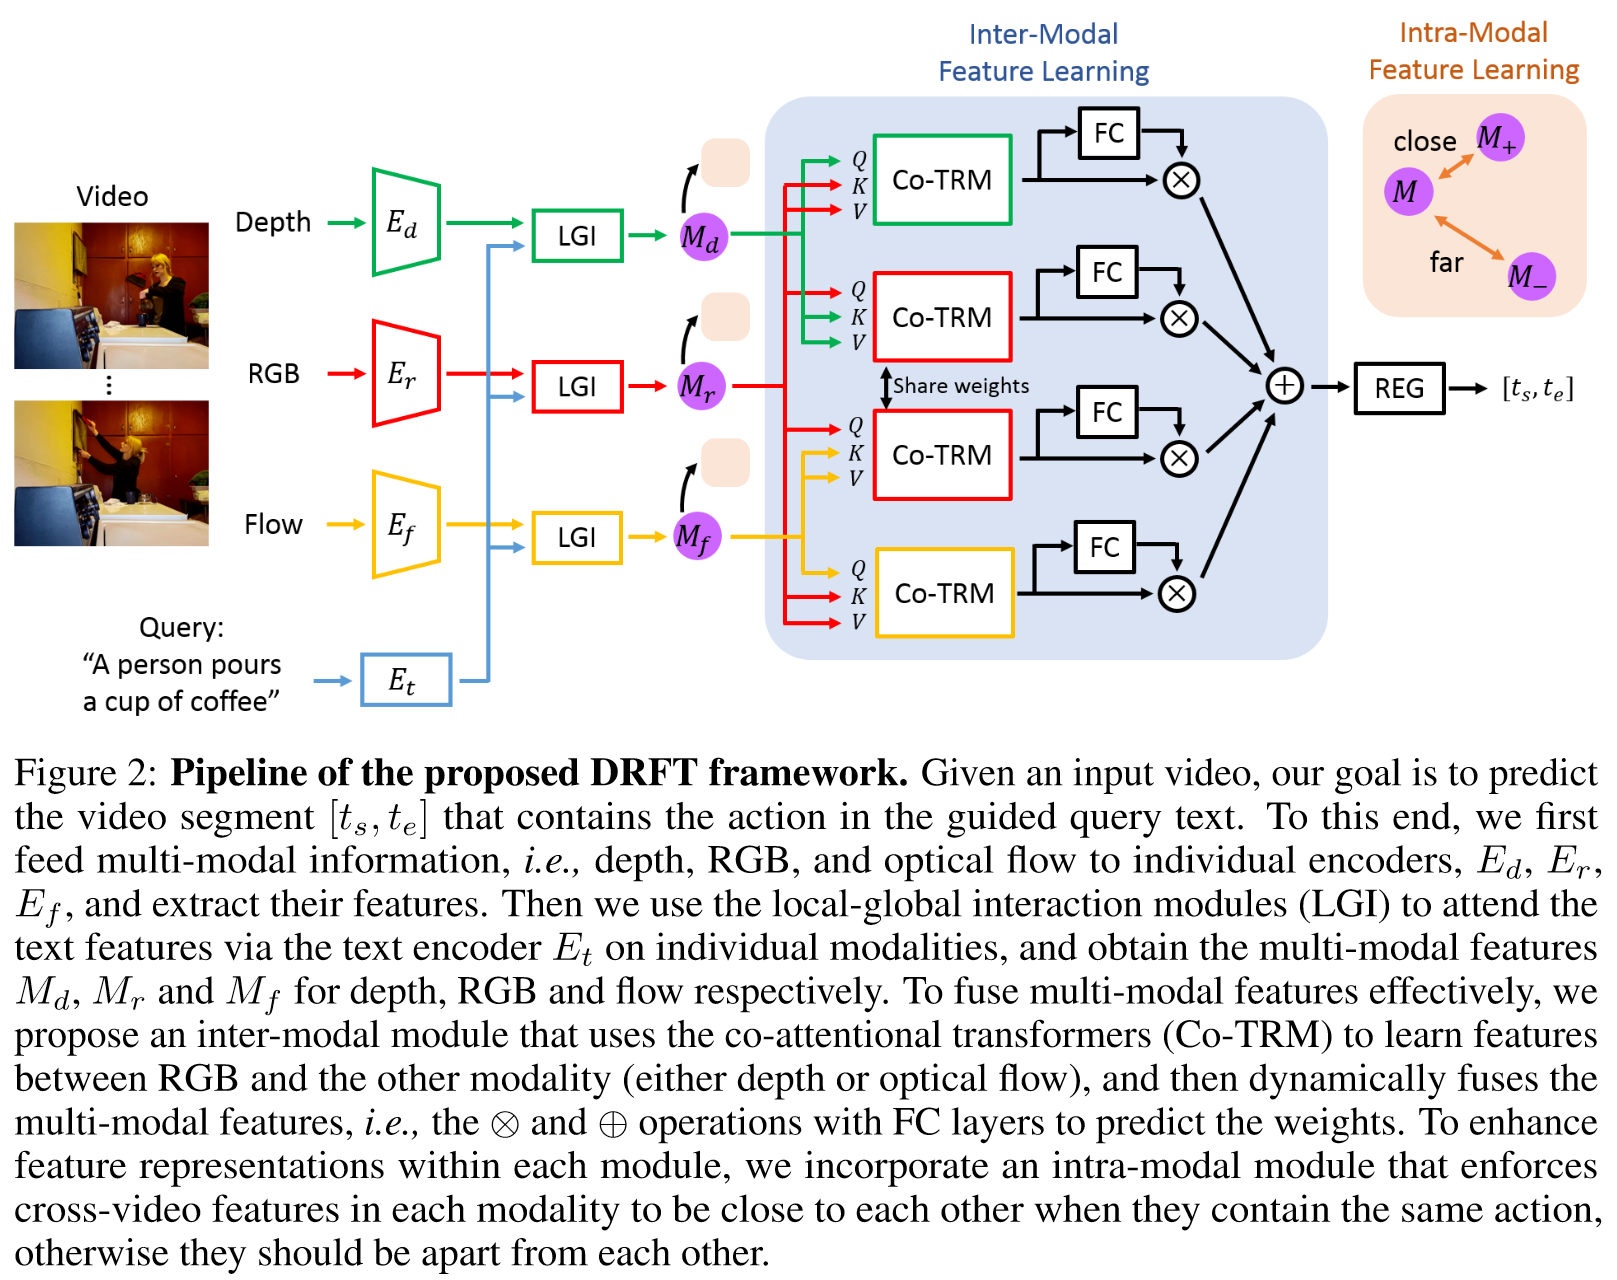 Inter-Modal
Feature Learning
Intra-Modal
Feature Learning
Video
Depth
E_d
LGI
M_d
Q
K
V
Co-TRM
FC
⊗
close
M_+
M
far
M_−
RGB
E_r
LGI
M_r
Q
K
V
Co-TRM
FC
⊗
Share weights
⊕
REG
[t_s, t_e]
Q
K
V
Co-TRM
FC
⊗
Flow
E_f
LGI
M_f
Q
K
V
Co-TRM
FC
⊗
Query:
“A person pours
a cup of coffee”
E_t
Figure 2: Pipeline of the proposed DRFT framework. Given an input video, our goal is to predict
the video segment [t_s, t_e] that contains the action in the guided query text. To this end, we first
feed multi-modal information, i.e., depth, RGB, and optical flow to individual encoders, E_d, E_r,
E_f, and extract their features. Then we use the local-global interaction modules (LGI) to attend the
text features via the text encoder E_t on individual modalities, and obtain the multi-modal features
M_d, M_r and M_f for depth, RGB and flow respectively. To fuse multi-modal features effectively, we
propose an inter-modal module that uses the co-attentional transformers (Co-TRM) to learn features
between RGB and the other modality (either depth or optical flow), and then dynamically fuses the
multi-modal features, i.e., the ⊗ and ⊕ operations with FC layers to predict the weights. To enhance
feature representations within each module, we incorporate an intra-modal module that enforces
cross-video features in each modality to be close to each other when they contain the same action,
otherwise they should be apart from each other.